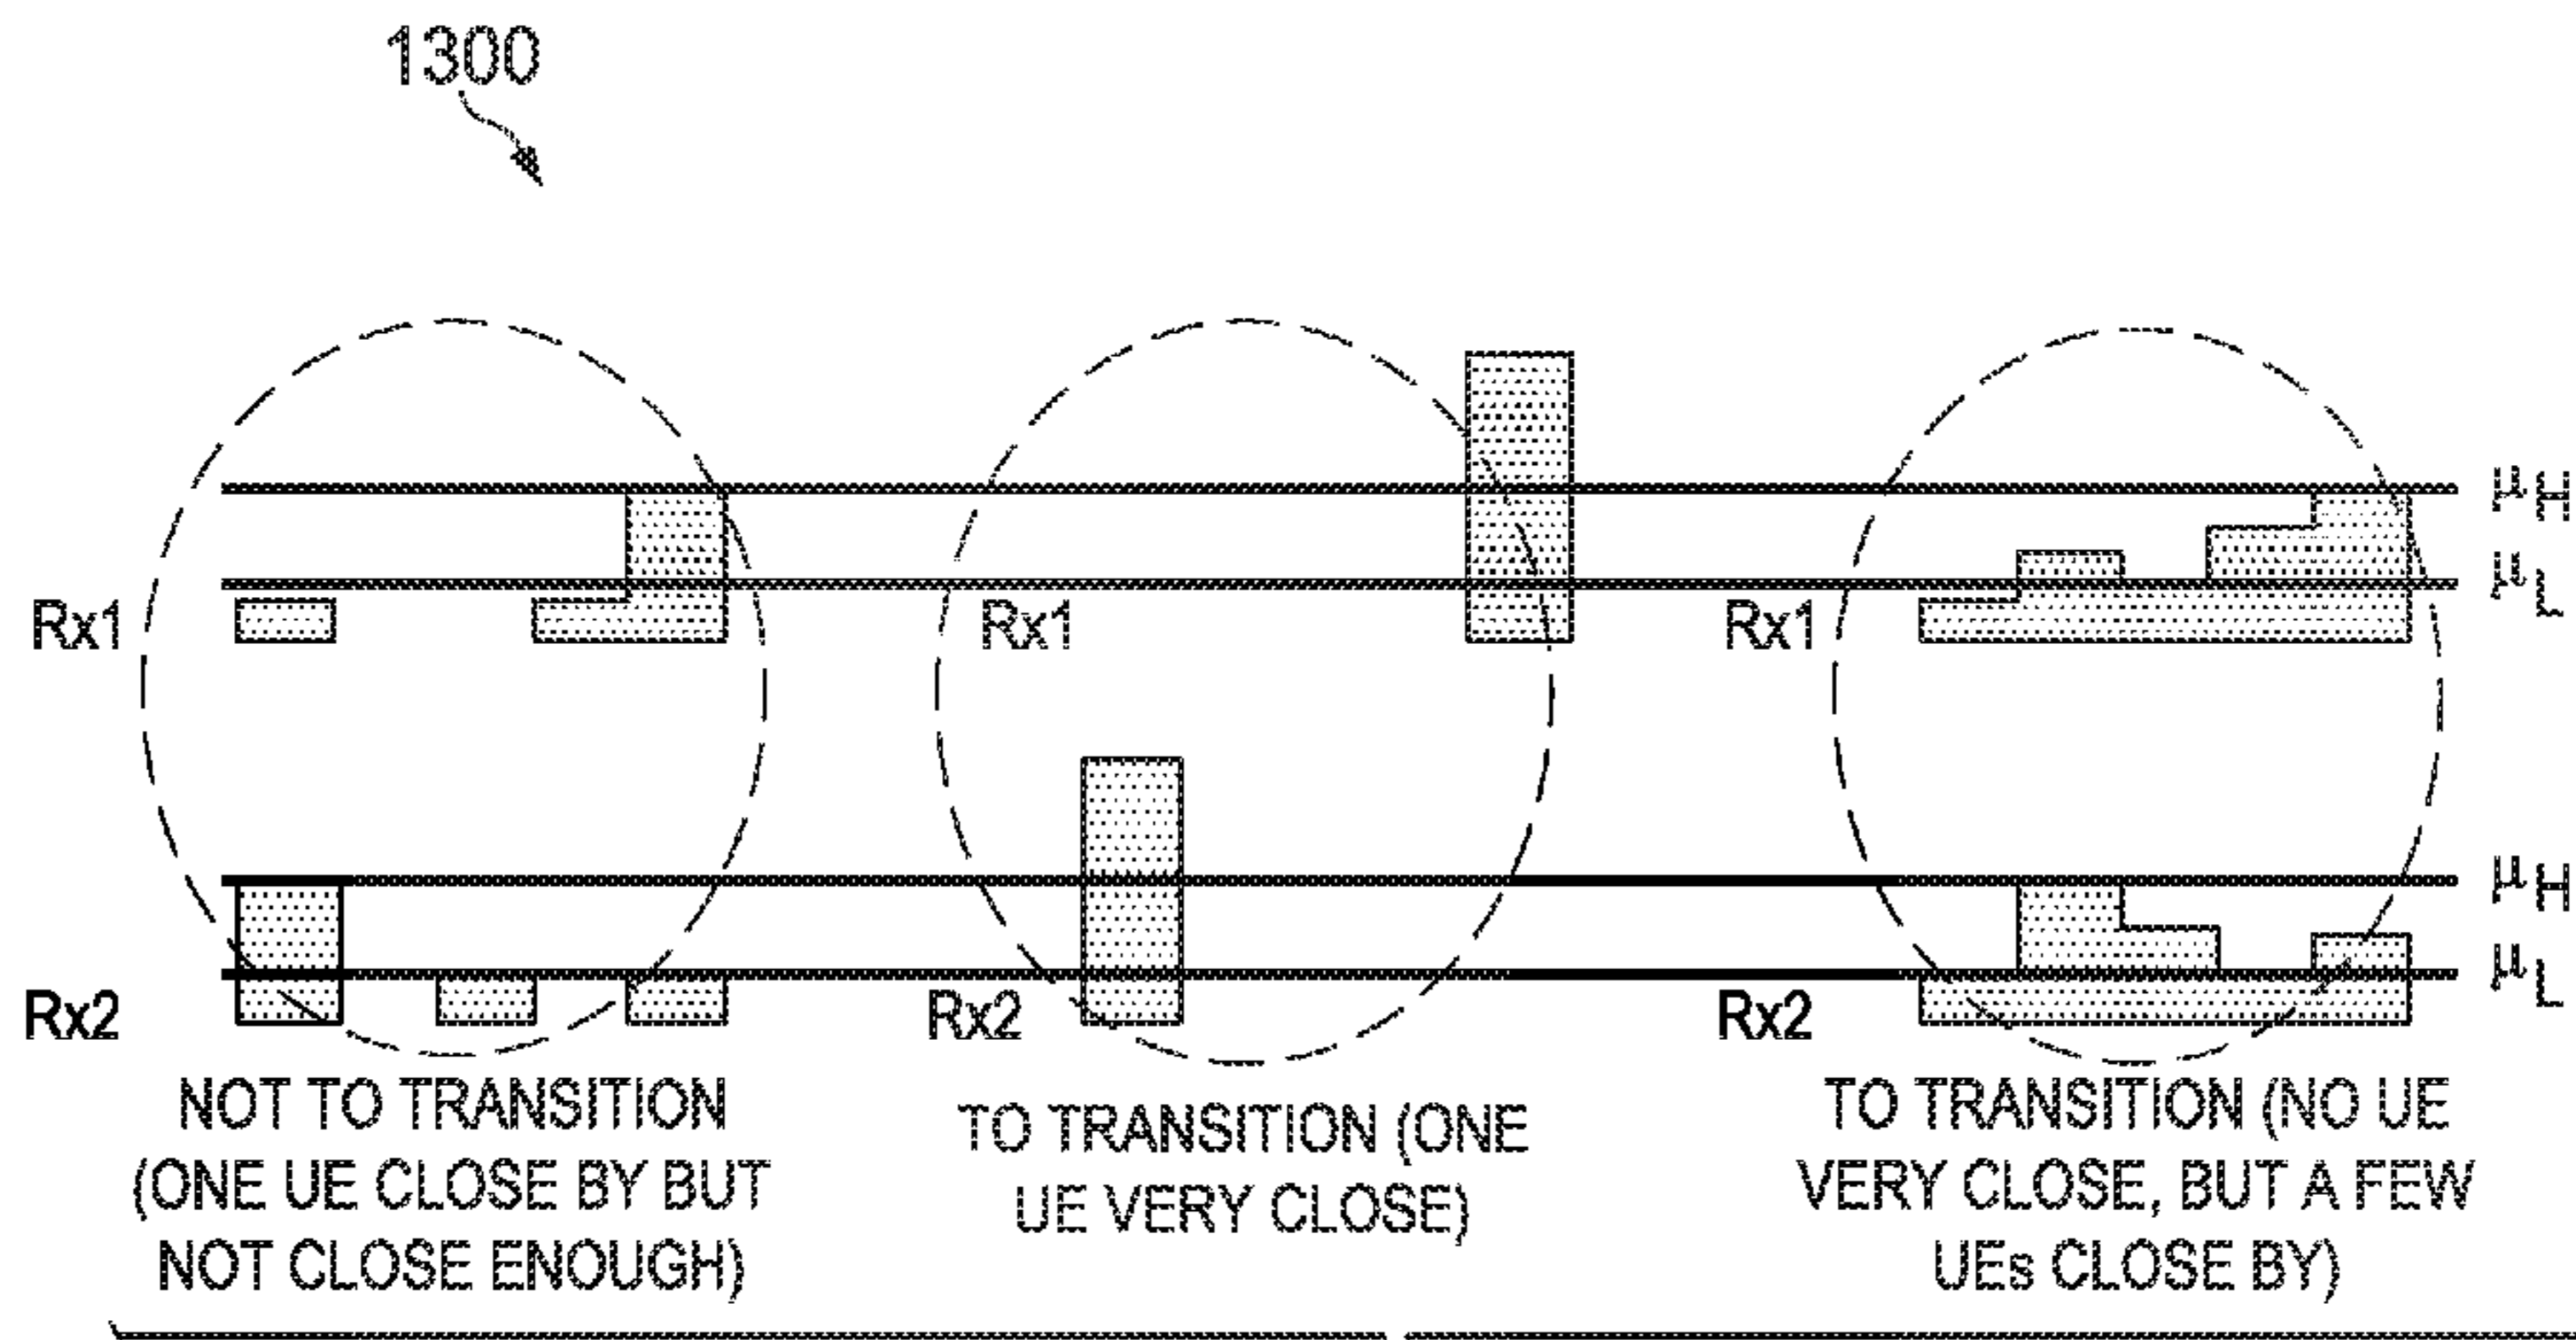 1300
μH
μL
Rx1
Rx1
Rx1
μH
μL
Rx2
Rx2
Rx2
NOT TO TRANSITION
(ONE UE CLOSE BY BUT
NOT CLOSE ENOUGH)
TO TRANSITION (ONE
UE VERY CLOSE)
TO TRANSITION (NO UE
VERY CLOSE, BUT A FEW
UEs CLOSE BY)